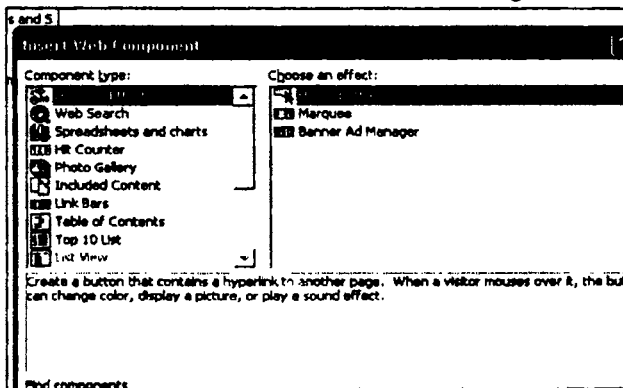 s and S
Insert Web Component
Component type:
Choose an effect:
Web Search
Spreadsheets and charts
Hit Counter
Photo Gallery
Included Content
Link Bars
Table of Contents
Top 10 List
List View
Marquee
Banner Ad Manager
Create a button that contains a hyperlink to another page. When a visitor mouses over it, the but
can change color, display a picture, or play a sound effect.
Find components